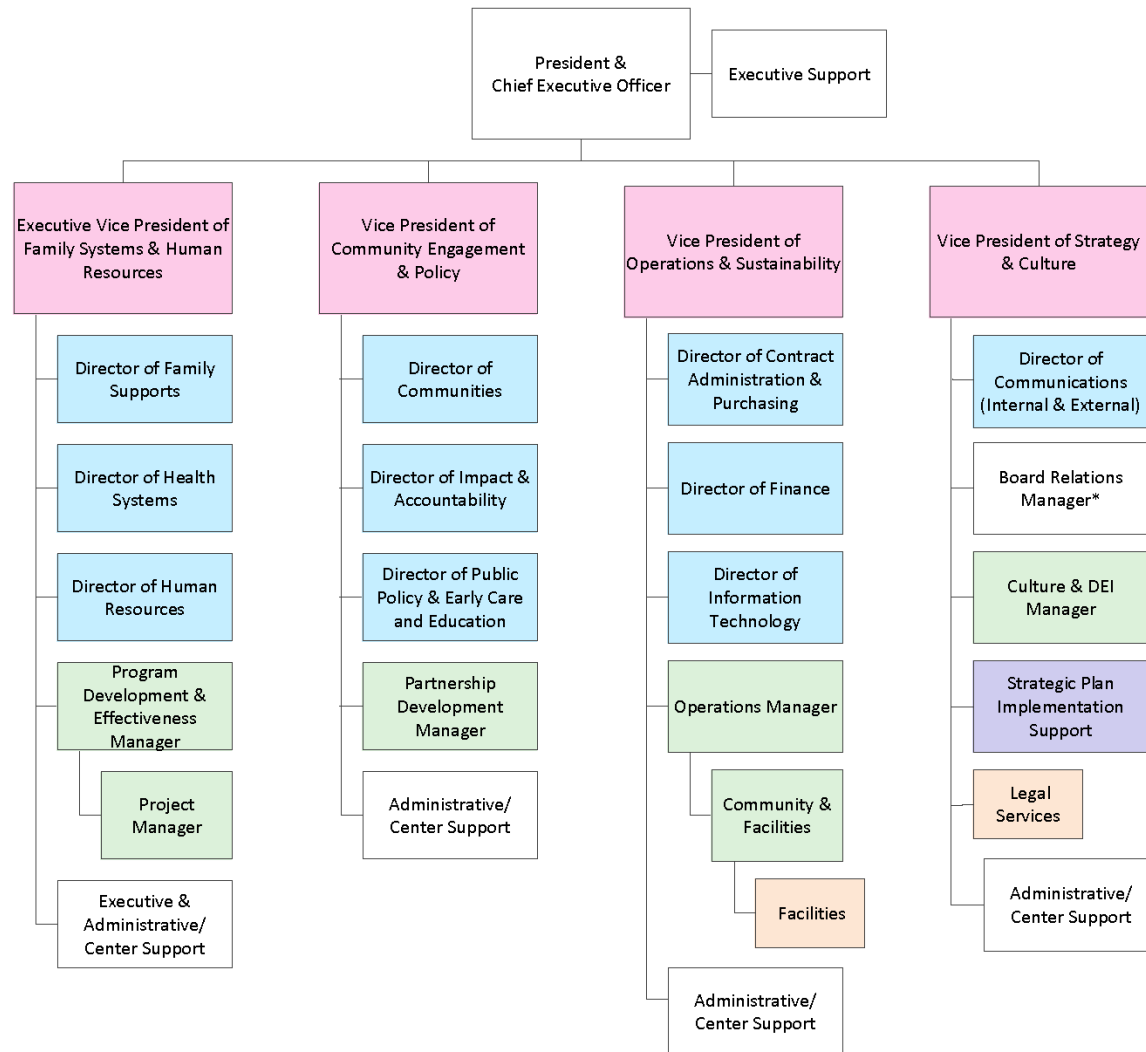 President &
Chief Executive Officer
Executive Support
Executive Vice President of
Family Systems & Human
Resources
Director of Family
Supports
Director of Health
Systems
Director of Human
Resources
Program
Development &
Effectiveness
Manager
Project
Manager
Executive &
Administrative/
Center Support
Vice President of
Community Engagement
& Policy
Director of
Communities
Director of Impact &
Accountability
Director of Public
Policy & Early Care
and Education
Partnership
Development
Manager
Administrative/
Center Support
Vice President of
Operations & Sustainability
Director of Contract
Administration &
Purchasing
Director of Finance
Director of
Information
Technology
Operations Manager
Community &
Facilities
Facilities
Administrative/
Center Support
Vice President of Strategy
& Culture
Director of
Communications
(Internal & External)
Board Relations
Manager*
Culture & DEI
Manager
Strategic Plan
Implementation
Support
Legal
Services
Administrative/
Center Support